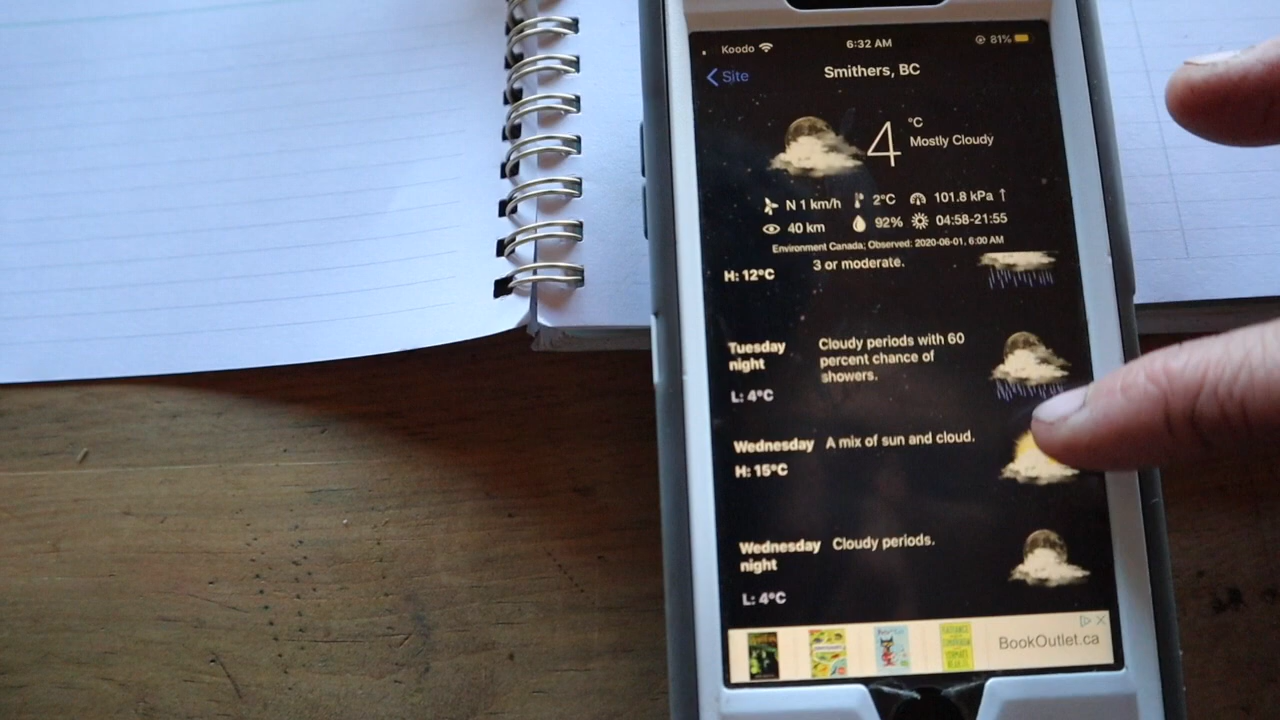 Koodo 6:32 AM 81%
Site Smithers, BC
4 °C
Mostly Cloudy
N 1 km/h 2°C 101.8 kPa ↑
40 km 92% 04:58-21:55
Environment Canada; Observed: 2020-06-01, 6:00 AM
3 or moderate.
H: 12°C
Tuesday night
L: 4°C
Cloudy periods with 60
percent chance of
showers.
Wednesday
H: 15°C
A mix of sun and cloud.
Wednesday
night
L: 4°C
Cloudy periods.
BookOutlet.ca